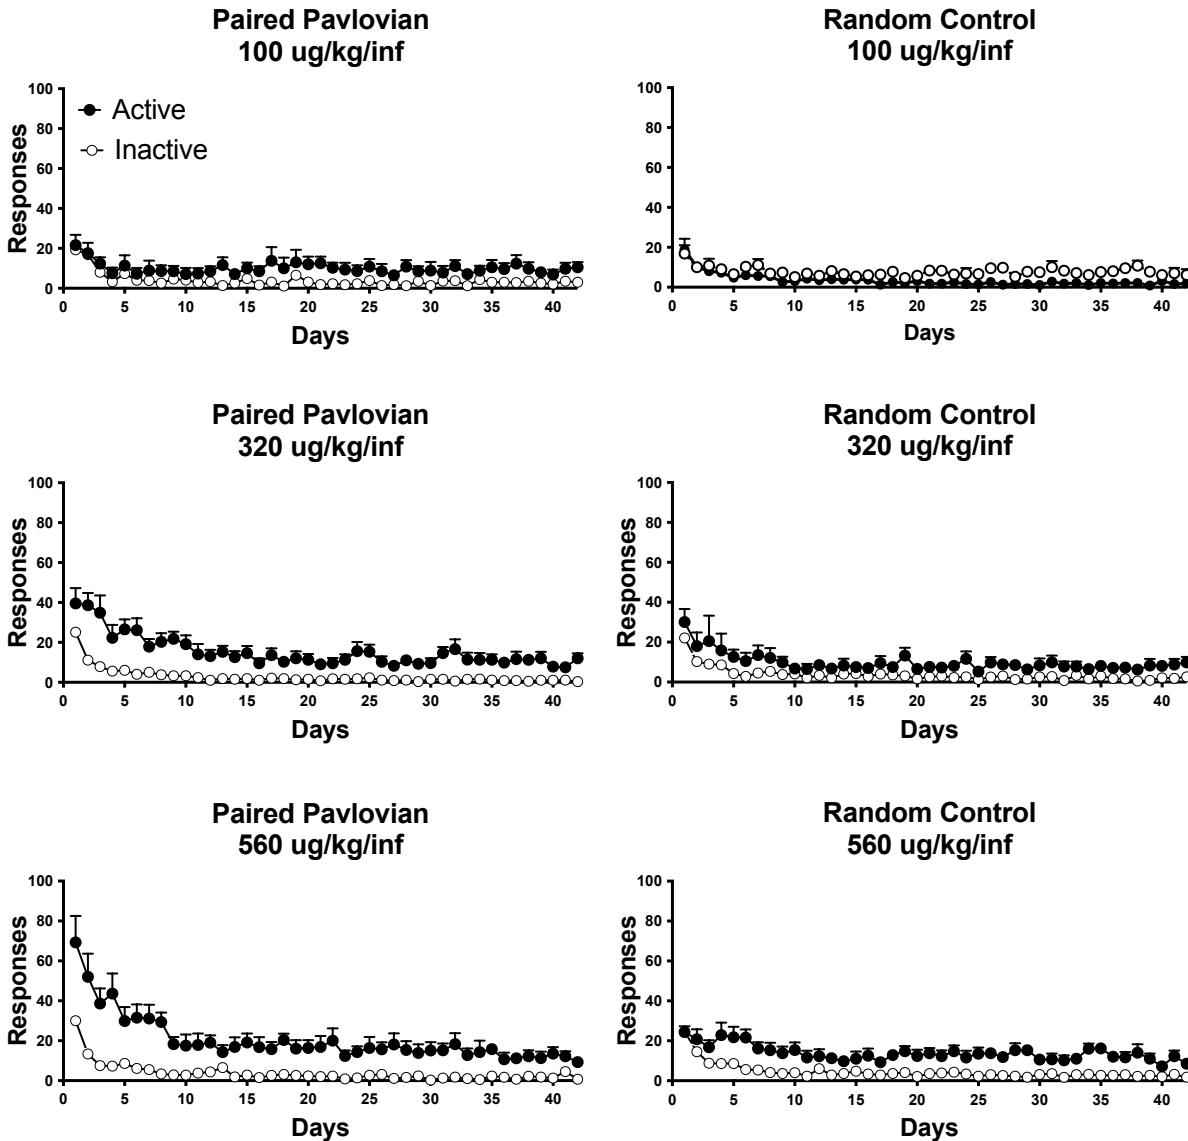 Paired Pavlovian
100 ug/kg/inf
Random Control
100 ug/kg/inf
Active
Inactive
Responses
100
80
60
40
20
0
0 5 10 15 20 25 30 35 40
Days
Responses
100
80
60
40
20
0
0 5 10 15 20 25 30 35 40
Days
Paired Pavlovian
320 ug/kg/inf
Random Control
320 ug/kg/inf
Responses
100
80
60
40
20
0
0 5 10 15 20 25 30 35 40
Days
Responses
100
80
60
40
20
0
0 5 10 15 20 25 30 35 40
Days
Paired Pavlovian
560 ug/kg/inf
Random Control
560 ug/kg/inf
Responses
100
80
60
40
20
0
0 5 10 15 20 25 30 35 40
Days
Responses
100
80
60
40
20
0
0 5 10 15 20 25 30 35 40
Days